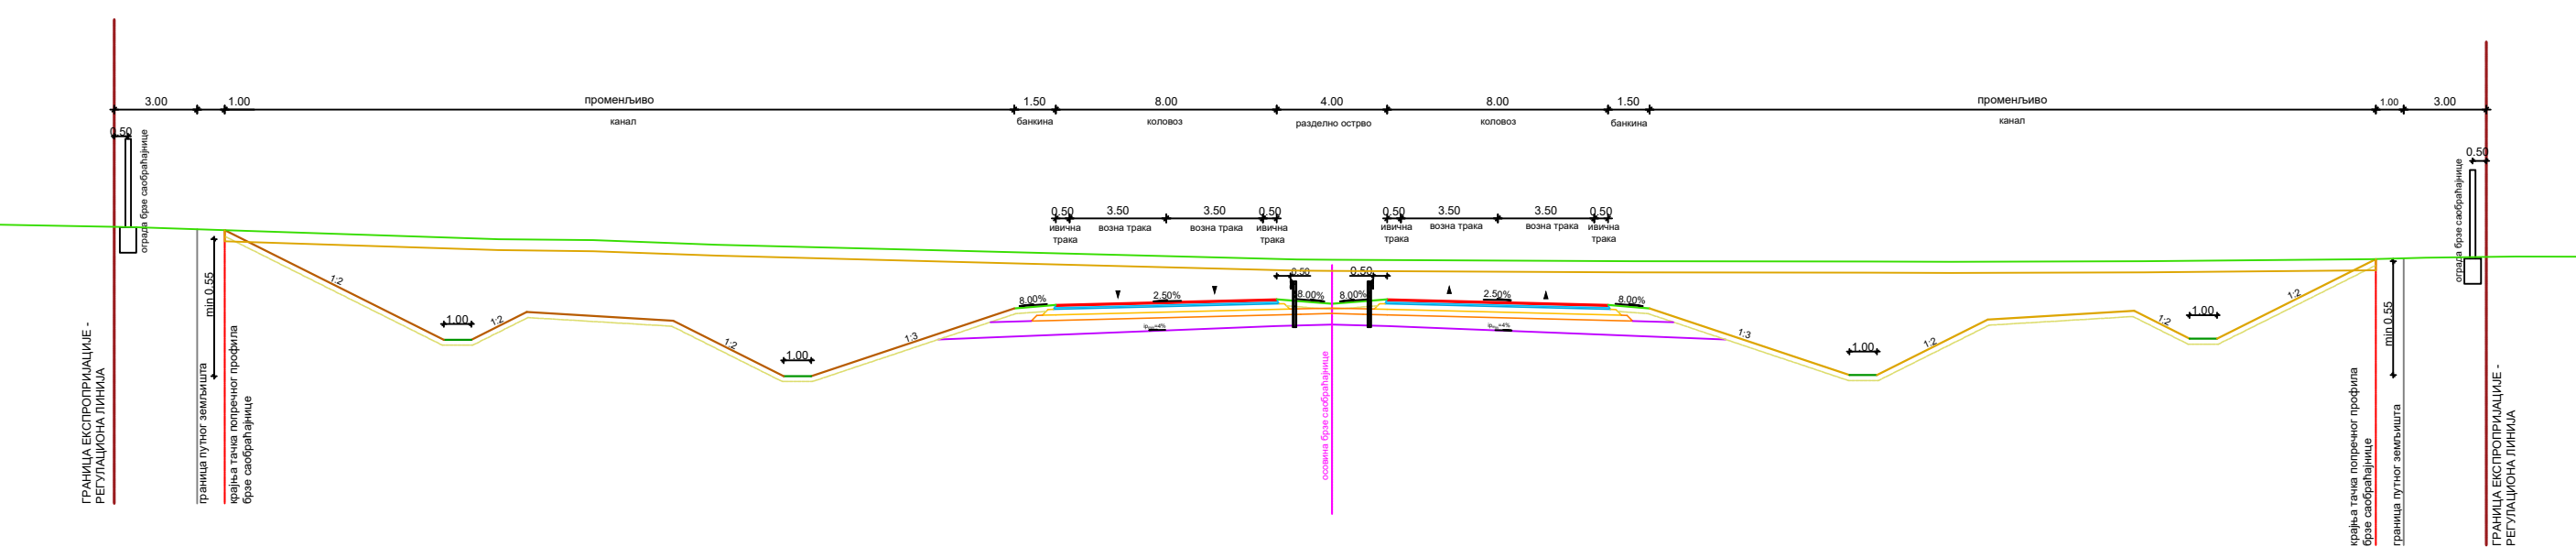 3.00 1.00 променљиво 1.50 8.00 4.00 8.00 1.50 променљиво 1.00 3.00
канал банкина коловоз разделно острво коловоз банкина канал
0.50
ограда брзе саобраћајнице
0.50
ограда брзе саобраћајнице
0.50 3.50 3.50 0.50 0.50 3.50 3.50 0.50
ивична трака возна трака возна трака ивична трака ивична трака возна трака возна трака ивична трака
0.50 0.50
8.00% 2.50% 8.00% 8.00% 2.50% 8.00%
1:2 1.00 1:2 1:2 1.00 1:3
1:3 1.00 1:2 1:2 1.00 1:2
min 0.55
min 0.55
ГРАНИЦА ЕКСПРОПРИЈАЦИЈЕ -
РЕГУЛАЦИОНА ЛИНИЈА
граница путног земљишта
крајња тачка попречног профила
брзе саобраћајнице
осовина брзе саобраћајнице
крајња тачка попречног профила
брзе саобраћајнице
граница путног земљишта
ГРАНИЦА ЕКСПРОПРИЈАЦИЈЕ -
РЕГУЛАЦИОНА ЛИНИЈА